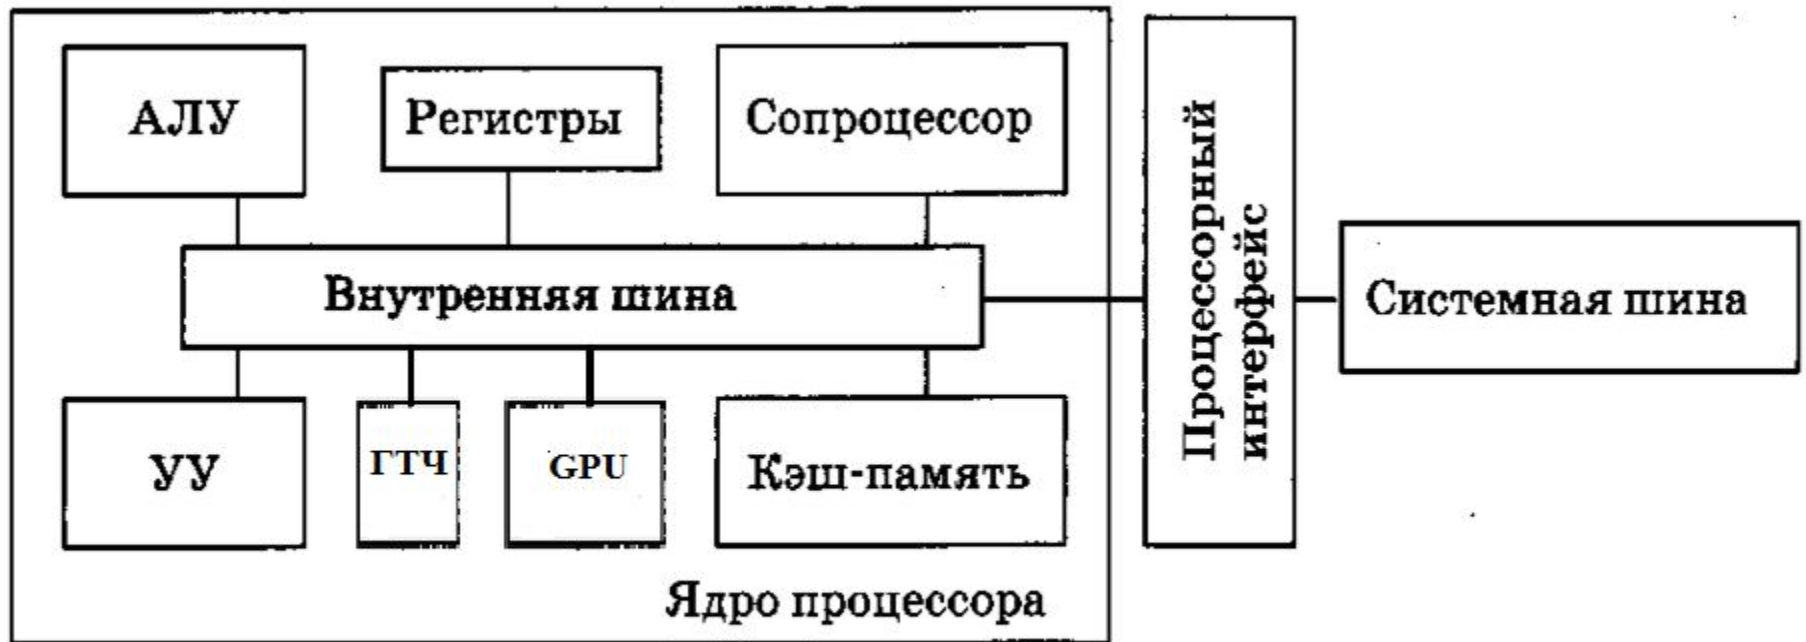 АЛУ
Регистры
Сопроцессор
Внутренняя шина
УУ
ГТЧ
GPU
Кэш-память
Ядро процессора
Процессорный
интерфейс
Системная шина